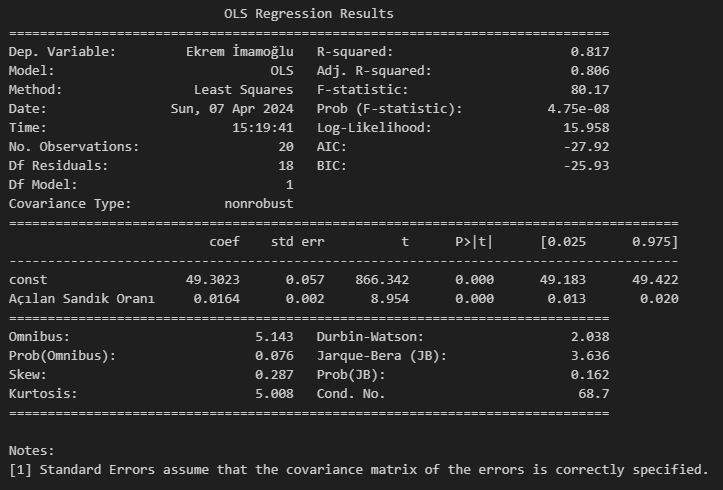 OLS Regression Results
==============================================================================
Dep. Variable: Ekrem İmamoğlu R-squared: 0.817
Model: OLS Adj. R-squared: 0.806
Method: Least Squares F-statistic: 80.17
Date: Sun, 07 Apr 2024 Prob (F-statistic): 4.75e-08
Time: 15:19:41 Log-Likelihood: 15.958
No. Observations: 20 AIC: -27.92
Df Residuals: 18 BIC: -25.93
Df Model: 1
Covariance Type: nonrobust
=======================================================================================
coef std err t P>|t| [0.025 0.975]
---------------------------------------------------------------------------------------
const 49.3023 0.057 866.342 0.000 49.183 49.422
Açılan Sandık Oranı 0.0164 0.002 8.954 0.000 0.013 0.020
==============================================================================
Omnibus: 5.143 Durbin-Watson: 2.038
Prob(Omnibus): 0.076 Jarque-Bera (JB): 3.636
Skew: 0.287 Prob(JB): 0.162
Kurtosis: 5.008 Cond. No. 68.7
==============================================================================
Notes:
[1] Standard Errors assume that the covariance matrix of the errors is correctly specified.